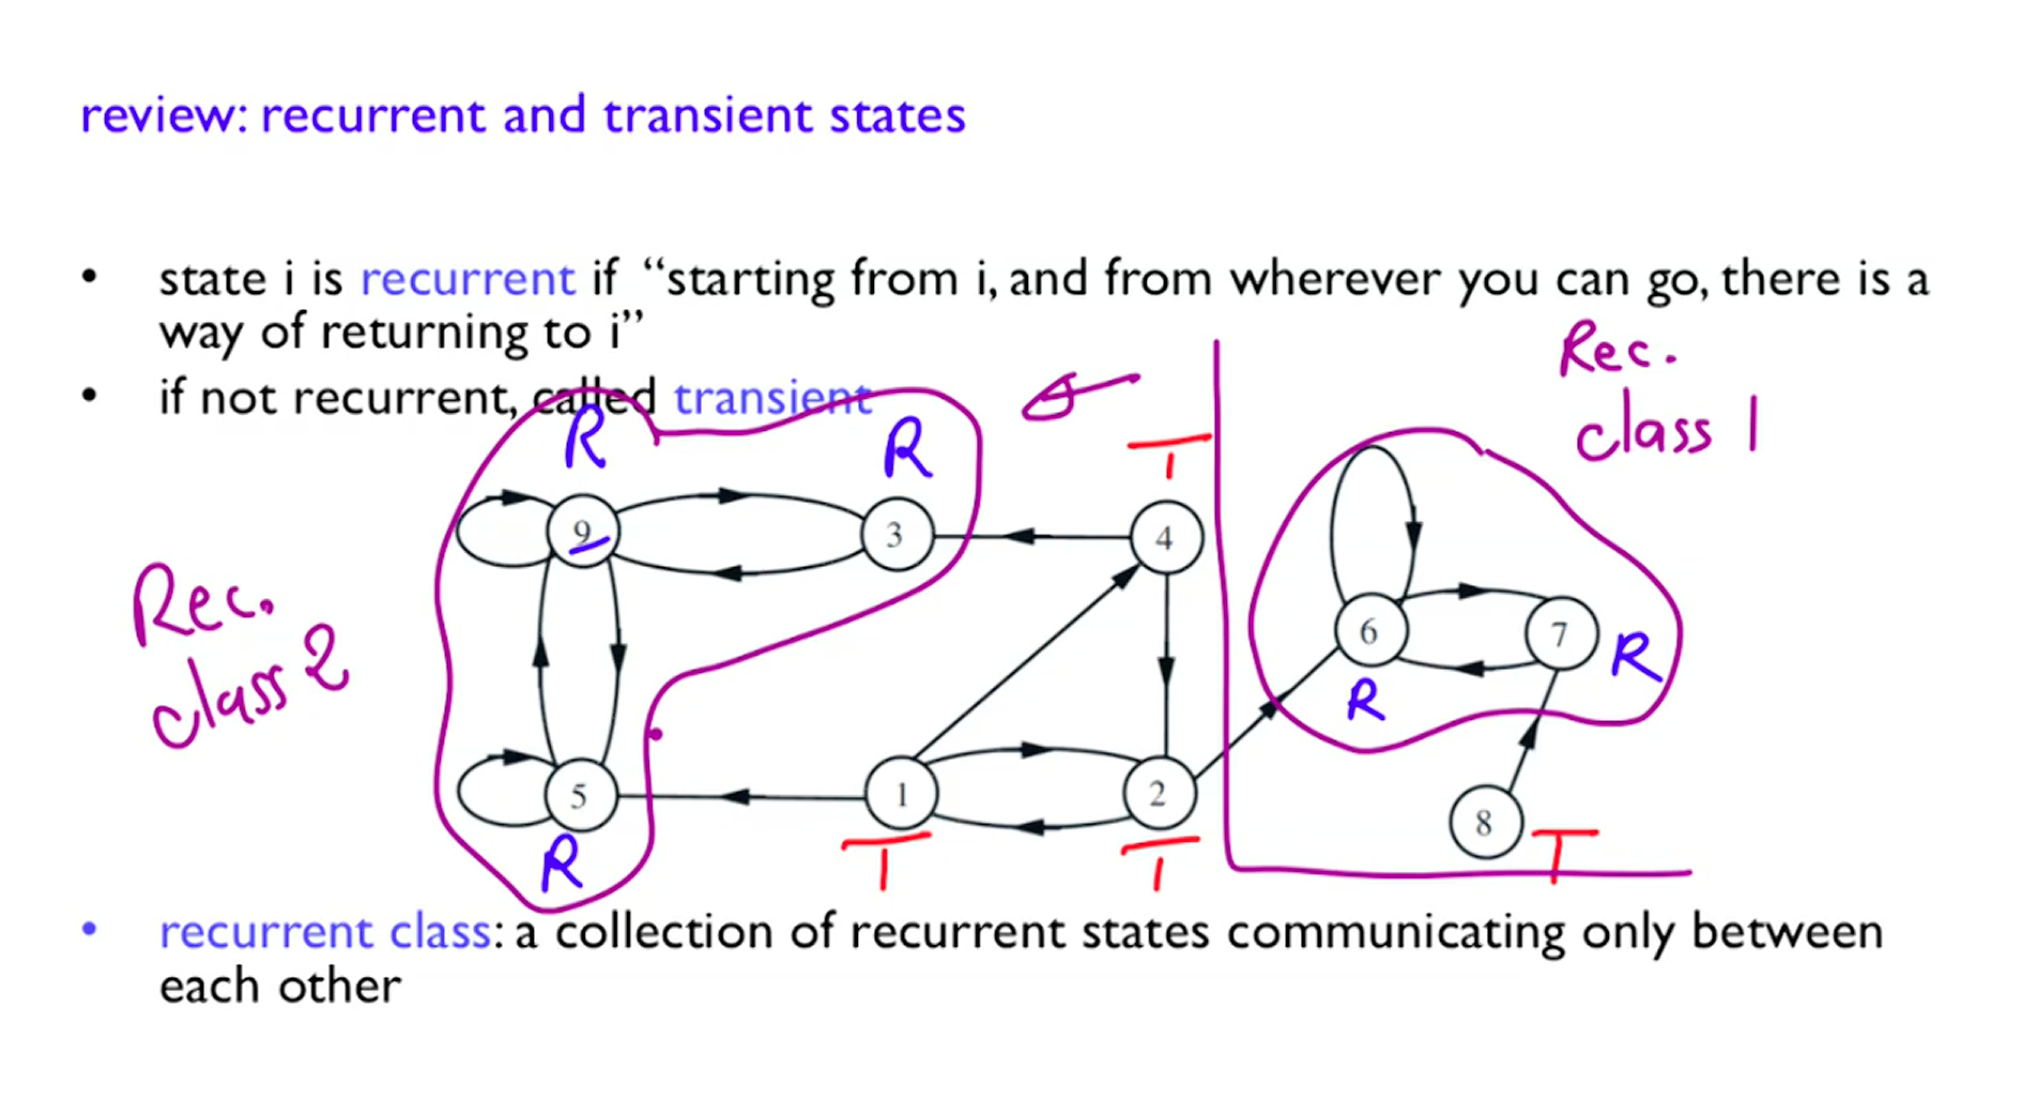 review: recurrent and transient states
• state i is recurrent if “starting from i, and from wherever you can go, there is a
way of returning to i”
• if not recurrent, called transient
Rec.
class 1
R
R
T
9
3
4
6
7
R
R
Rec.
class 2
5
1
2
8
R
T
T
T
• recurrent class: a collection of recurrent states communicating only between
each other